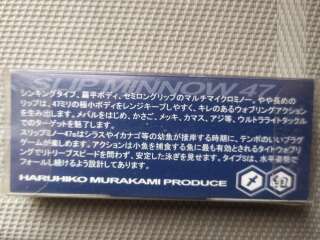 47
シンキングタイプ、扁平ボディ、セミロングリップのマルチマイクロミノー。やや長めの
リップは、47ミリの極小ボディをレンジキープしやすく、キレのあるウォブリングアクション
を生み出します。メバルをはじめ、かさご、メッキ、カマス、アジ等、ウルトラライトタックル
でのターゲットを魅了します。
スリップミノー47αはシラスやイカナゴ等の幼魚が接岸する時期に、テンポのいいプラグ
ゲームが楽しめます。アクションは小魚を捕食する魚に最も有効とされるタイトウォブリ
ングでリトリーブスピードを問わず、安定した泳ぎを見せます。タイプSは、水平姿勢で
フォールし続けるよう設計してあります。
HARUHIKO MURAKAMI PRODUCE